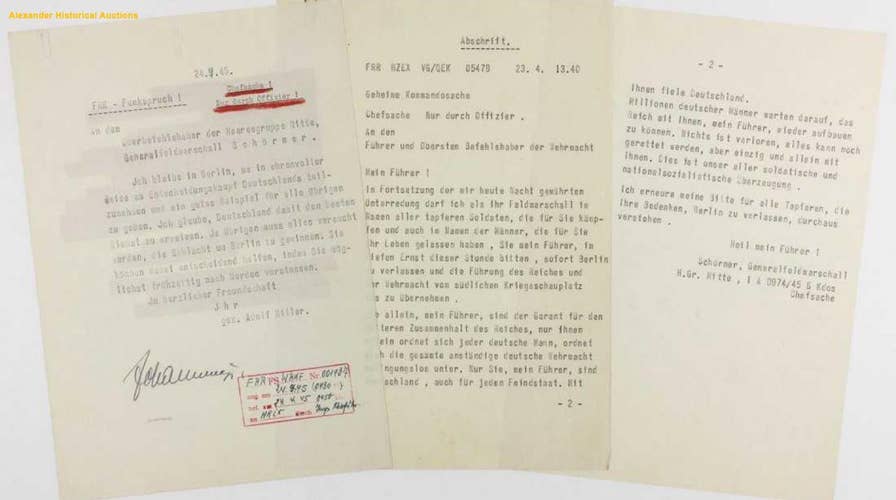 Alexander Historical Auctions
24.4.45.
FRR - Funkspruch !
Chefsache !
Nur durch Offizier !
An den
Oberbefehlshaber der Heeresgruppe Mitte,
Generalfeldmarschall S c h ö r n e r .
Ich bleibe in Berlin, um in ehrenvoller
Weise am Entscheidungskampf Deutschlands teil-
zunehmen und ein gutes Beispiel für alle übrigen
zu geben. Ich glaube, Deutschland damit den besten
Dienst zu erweisen. Im übrigen muss alles versucht
werden, die Schlacht um Berlin zu gewinnen. Sie
können dabei entscheidend helfen, indem Sie mög-
lichst frühzeitig nach Norden vorstossen.
In herzlicher Freundschaft
I h r
gez. Adolf Hitler.
FRR
Nr.
Abschrift.
FRR HZEX VG/QEK 05479 23. 4. 13.40
Geheime Kommandosache
Chefsache Nur durch Offizier .
An den
Führer und Obersten Befehlshaber der Wehrmacht
Mein Führer !
In Fortsetzung der mir heute Nacht gewährten
Unterredung darf ich als Ihr Feldmarschall im
Namen aller tapferen Soldaten, die für Sie kämp-
fen und auch im Namen der Männer, die für Sie
ihr Leben gelassen haben , Sie mein Führer, in
tiefem Ernst dieser Stunde bitten , sofort Berlin
zu verlassen und die Führung des Reiches und
der Wehrmacht vom südlichen Kriegsschauplatz
aus zu übernehmen .
allein, mein Führer, sind der Garant für den
Zusammenhalt des Reiches, nur Ihnen
ordnet sich jeder deutsche Mann, ordnet
die gesamte anständige deutsche Wehrmacht
unter. Nur Sie, mein Führer, sind
, auch für jeden Feindstaat. Mit
- 2 -
- 2 -
Ihnen fiele Deutschland.
Millionen deutscher Männer warten darauf, das
Reich mit Ihnen, mein Führer, wieder aufbauen
zu können. Nichts ist verloren, alles kann noch
gerettet werden, aber einzig und allein mit
Ihnen. Dies ist unser aller soldatische und
nationalsozialistische Überzeugung .
Ich erneure meine Bitte für alle Tapferen, die
Ihre Bedenken, Berlin zu verlassen, durchaus
verstehen .
Heil mein Führer !
Schörner, Generalfeldmarschall
H.Gr. Mitte , I a 0974/45 g Kdos
Chefsache